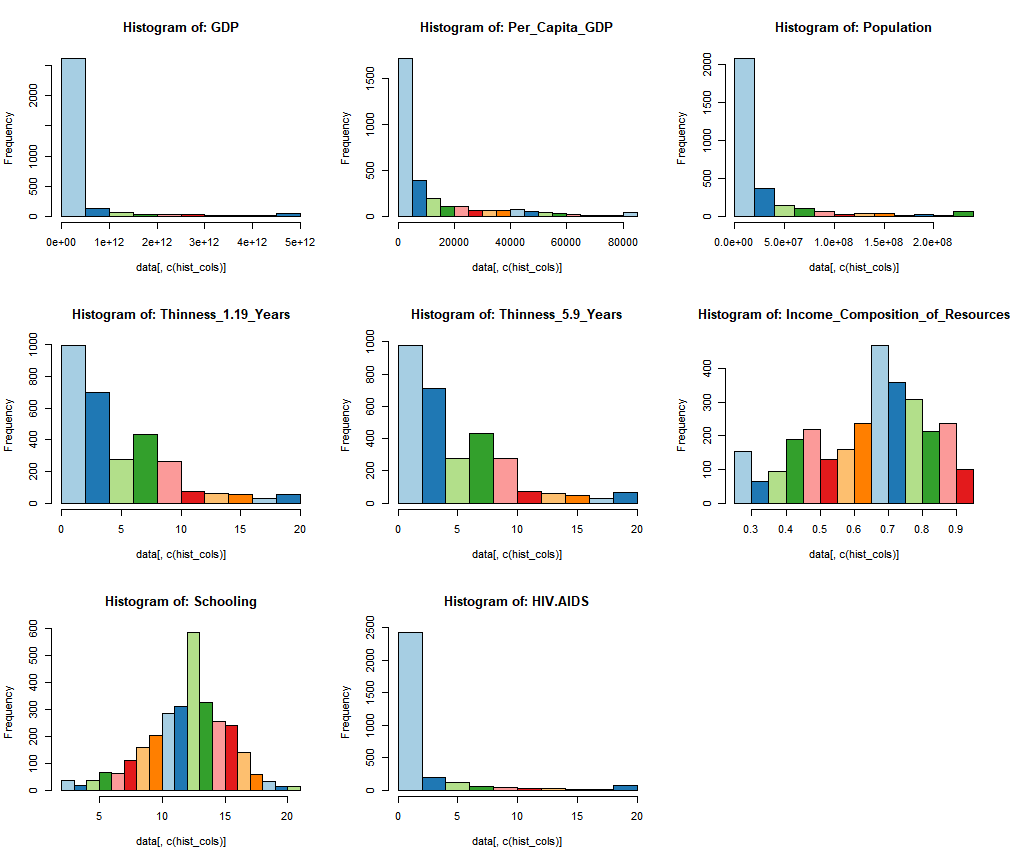 Histogram of: GDP
Frequency
0 500 1000 2000
0e+00 1e+12 2e+12 3e+12 4e+12 5e+12
data[, c(hist_cols)]
Histogram of: Per_Capita_GDP
Frequency
0 500 1000 1500
0 20000 40000 60000 80000
data[, c(hist_cols)]
Histogram of: Population
Frequency
0 500 1000 1500 2000
0.0e+00 5.0e+07 1.0e+08 1.5e+08 2.0e+08
data[, c(hist_cols)]
Histogram of: Thinness_1.19_Years
Frequency
0 200 400 600 800 1000
0 5 10 15 20
data[, c(hist_cols)]
Histogram of: Thinness_5.9_Years
Frequency
0 200 400 600 800 1000
0 5 10 15 20
data[, c(hist_cols)]
Histogram of: Income_Composition_of_Resources
Frequency
0 100 200 300 400
0.3 0.4 0.5 0.6 0.7 0.8 0.9
data[, c(hist_cols)]
Histogram of: Schooling
Frequency
0 100 200 300 400 500 600
5 10 15 20
data[, c(hist_cols)]
Histogram of: HIV.AIDS
Frequency
0 500 1000 1500 2000 2500
0 5 10 15 20
data[, c(hist_cols)]